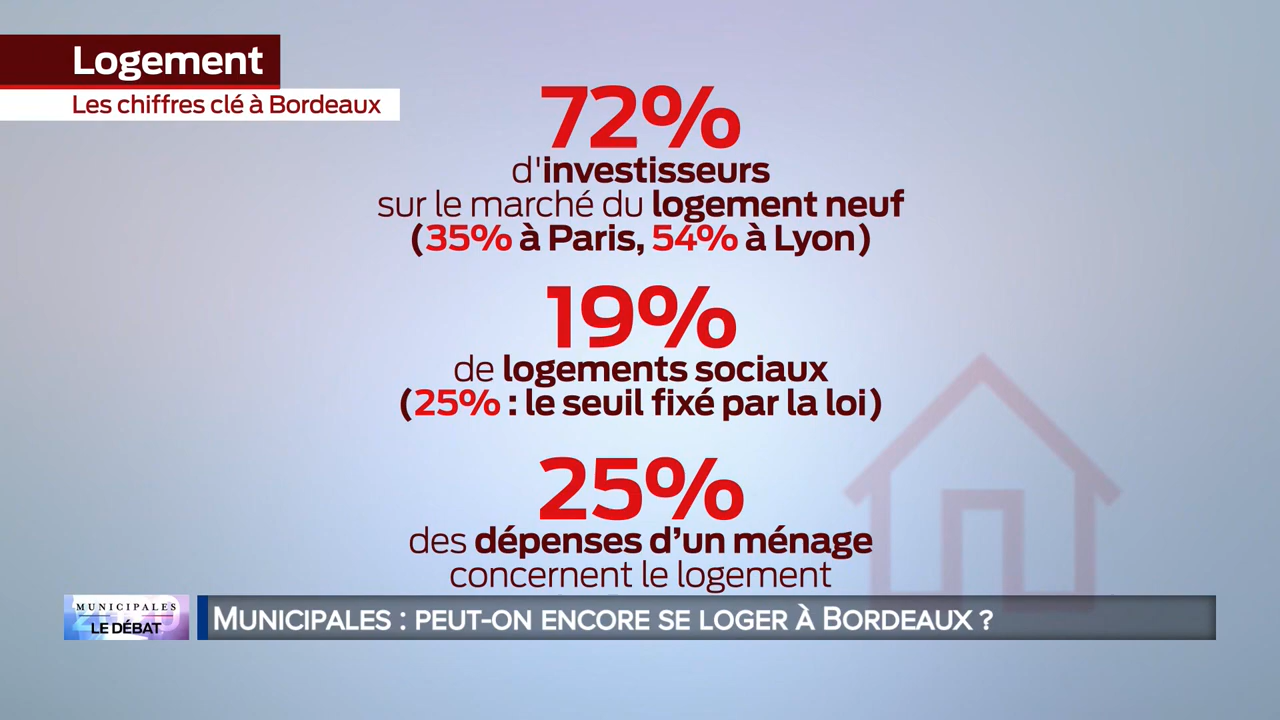 Logement
Les chiffres clé à Bordeaux
72%
d'investisseurs
sur le marché du logement neuf
(35% à Paris, 54% à Lyon)
19%
de logements sociaux
(25% : le seuil fixé par la loi)
25%
des dépenses d’un ménage
concernent le logement
MUNICIPALES
LE DÉBAT
MUNICIPALES : PEUT-ON ENCORE SE LOGER À BORDEAUX ?